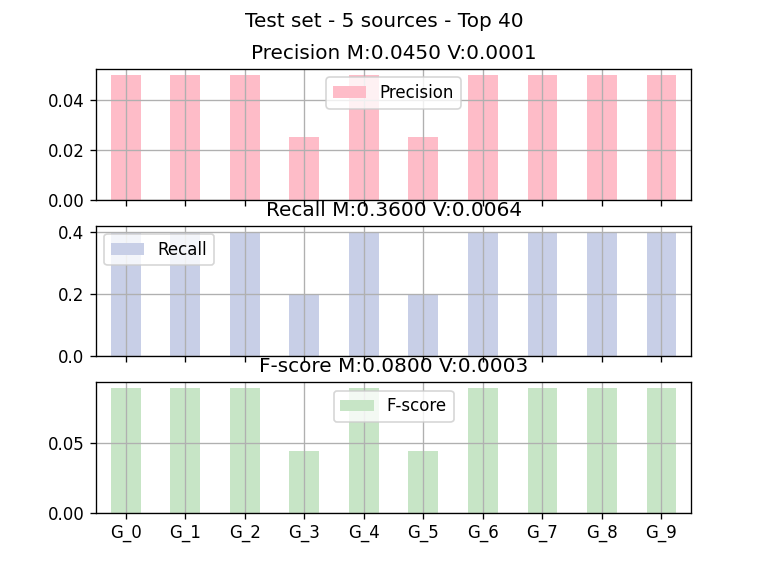 Test set - 5 sources - Top 40
Precision M:0.0450 V:0.0001
0.04
0.02
0.00
Precision
Recall M:0.3600 V:0.0064
0.4
0.2
0.0
Recall
F-score M:0.0800 V:0.0003
0.05
0.00
F-score
G_0 G_1 G_2 G_3 G_4 G_5 G_6 G_7 G_8 G_9